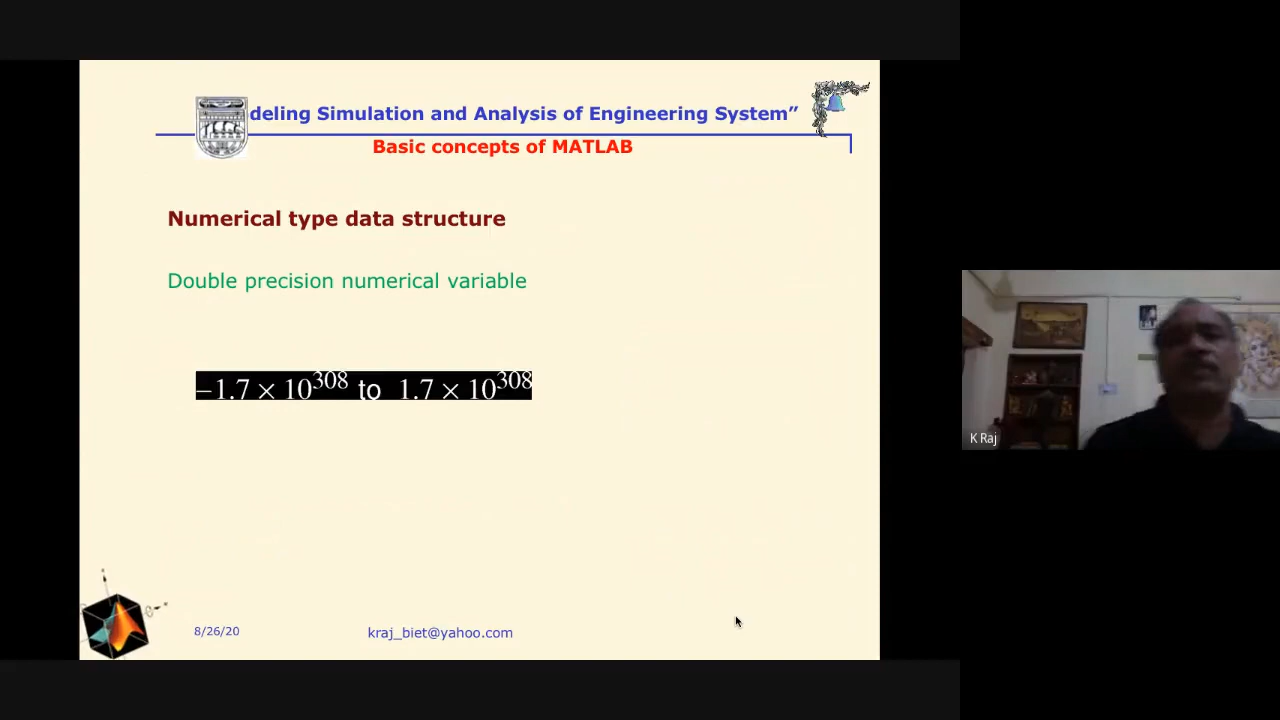 deling Simulation and Analysis of Engineering System”
Basic concepts of MATLAB
Numerical type data structure
Double precision numerical variable
−1.7 × 10^308 to 1.7 × 10^308
K Raj
8/26/20
kraj_biet@yahoo.com